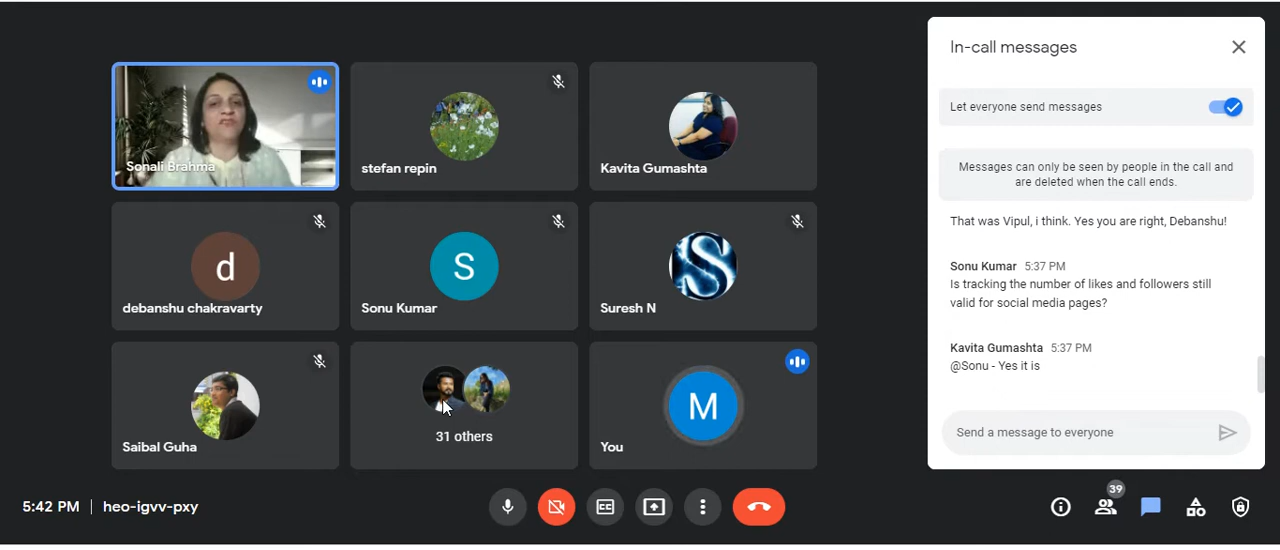 In-call messages
Let everyone send messages
Messages can only be seen by people in the call and
are deleted when the call ends.
That was Vipul, i think. Yes you are right, Debanshu!
Sonu Kumar 5:37 PM
Is tracking the number of likes and followers still
valid for social media pages?
Kavita Gumashta 5:37 PM
@Sonu - Yes it is
Send a message to everyone
Sonali Brahma
stefan repin
Kavita Gumashta
d
debanshu chakravarty
S
Sonu Kumar
S
Suresh N
Saibal Guha
31 others
M
You
5:42 PM | heo-igvv-pxy
CC
39